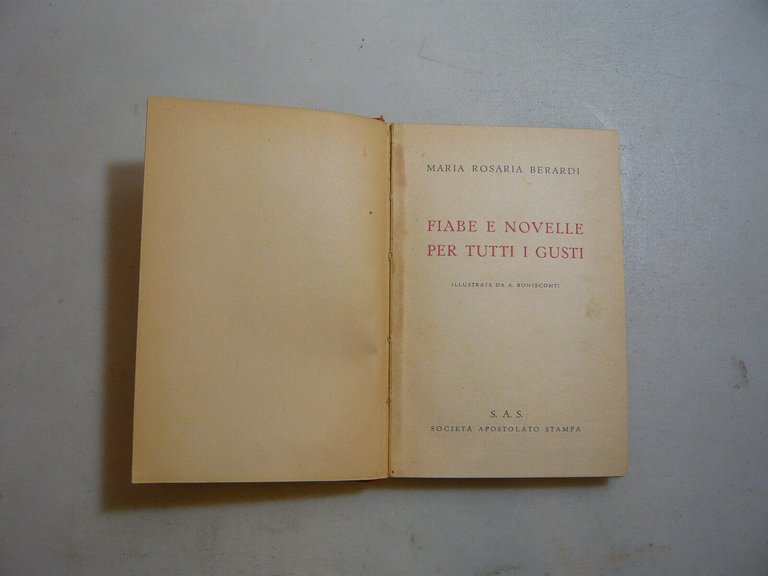 MARIA ROSARIA BERARDI
FIABE E NOVELLE
PER TUTTI I GUSTI
ILLUSTRATE DA A. BONISCONTI
S. A. S.
SOCIETÀ APOSTOLATO STAMPA